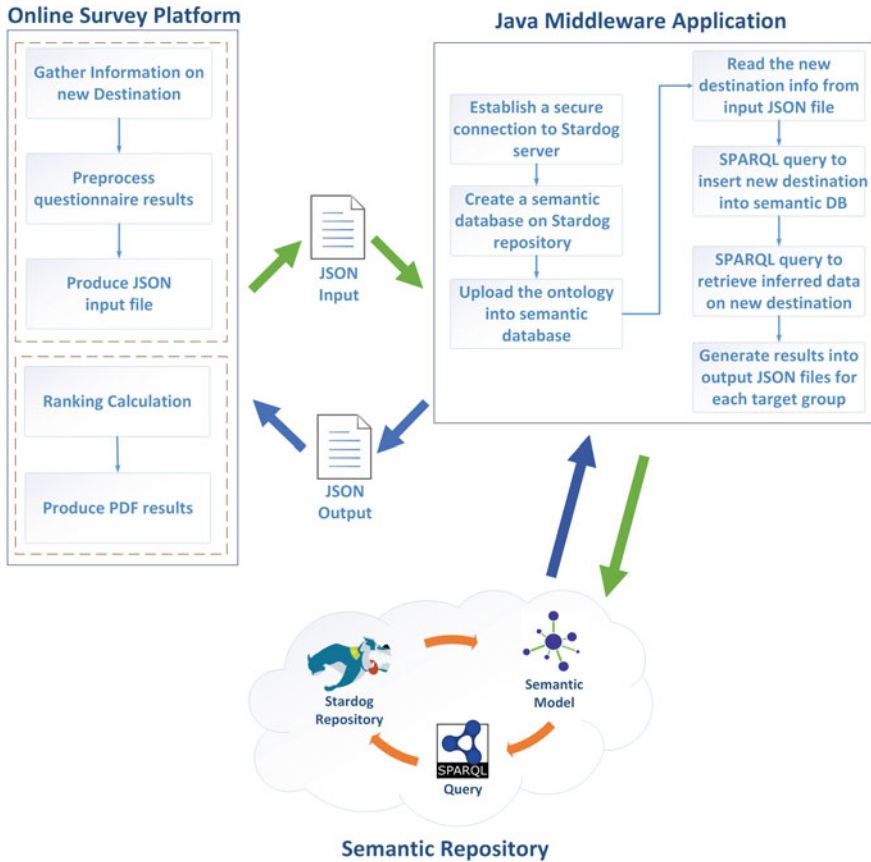 Online Survey Platform
Gather Information on
new Destination
Preprocess
questionnaire results
Produce JSON
input file
Ranking Calculation
Produce PDF results
JSON
Input
JSON
Output
Java Middleware Application
Establish a secure
connection to Stardog
server
Create a semantic
database on Stardog
repository
Upload the ontology
into semantic
database
Read the new
destination info from
input JSON file
SPARQL query to
insert new destination
into semantic DB
SPARQL query to
retrieve inferred data
on new destination
Generate results into
output JSON files for
each target group
Stardog
Repository
Semantic
Model
SPARQL
Query
Semantic Repository